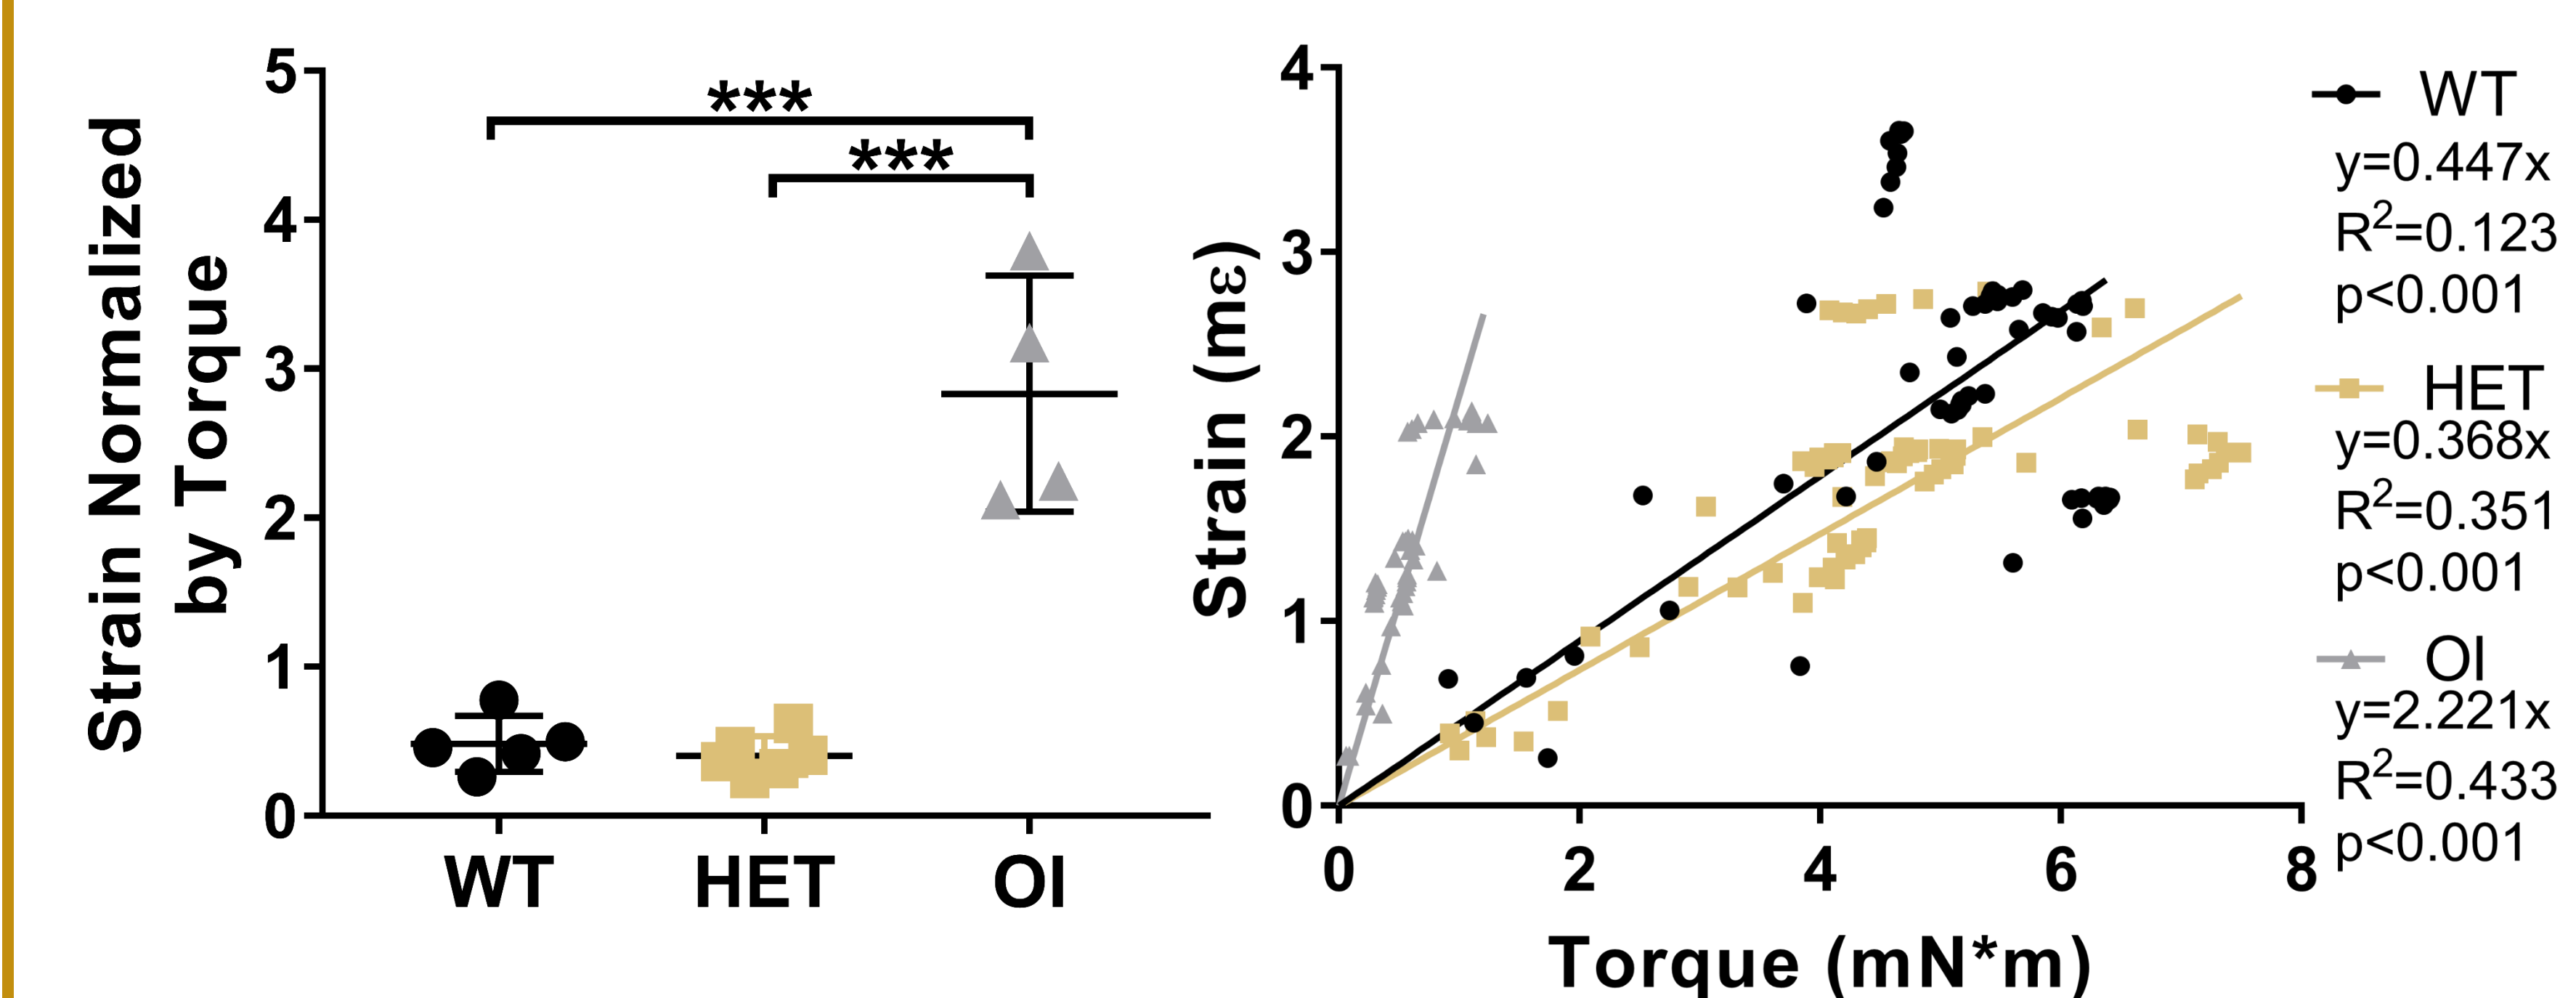 Strain Normalized
by Torque
5
4
3
2
1
0
***
***
WT HET OI
Strain (mε)
4
3
2
1
0
0 2 4 6 8
Torque (mN*m)
WT
y=0.447x
R²=0.123
p<0.001
HET
y=0.368x
R²=0.351
p<0.001
OI
y=2.221x
R²=0.433
p<0.001